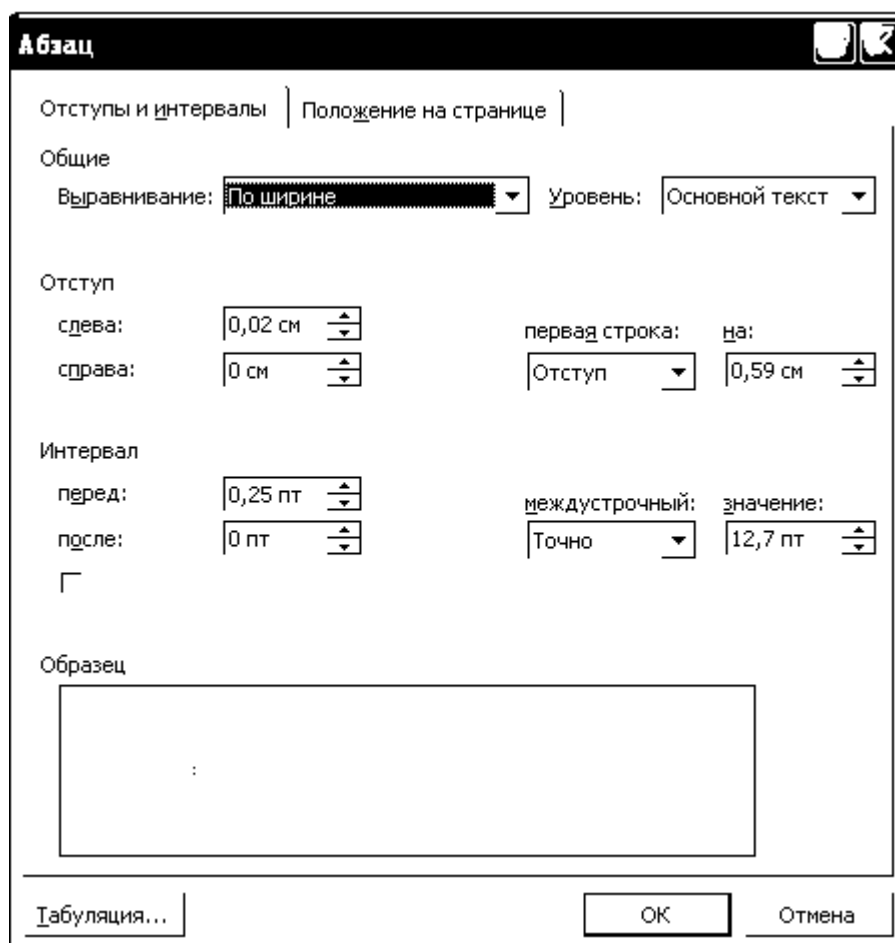 Абзац
Отступы и интервалы Положение на странице
Общие
Выравнивание: По ширине Уровень: Основной текст
Отступ
слева: 0,02 см первая строка: на:
справа: 0 см Отступ 0,59 см
Интервал
перед: 0,25 пт междустрочный: значение:
после: 0 пт Точно 12,7 пт
Образец
Табуляция... ОК Отмена